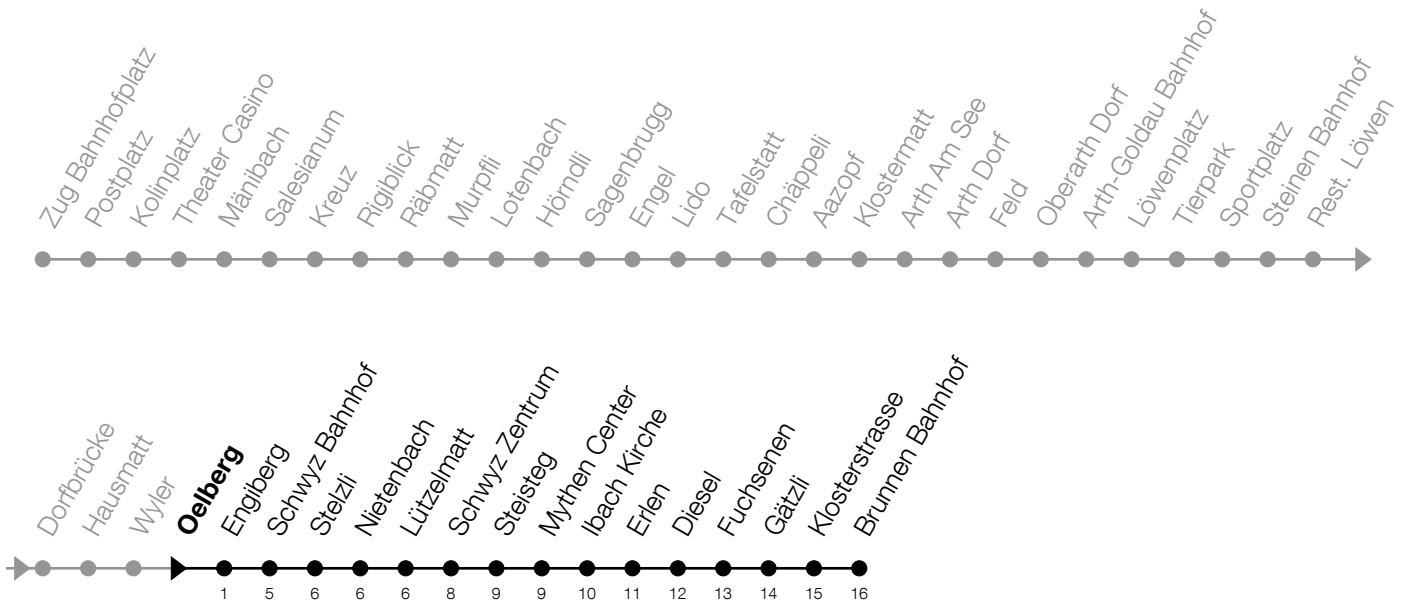 Zug Bahnhofplatz
Postplatz
Kolinplatz
Theater Casino
Mänibach
Salesianum
Kreuz
Rigiblick
Räbmatt
Murpfli
Lotenbach
Hörndli
Sagenbrugg
Engel
Lido
Tafelstatt
Chäppeli
Aazopf
Klostermatt
Arth Am See
Arth Dorf
Feld
Oberarth Dorf
Arth-Goldau Bahnhof
Löwenplatz
Tierpark
Sportplatz
Steinen Bahnhof
Rest. Löwen
Dorfbrücke
Hausmatt
Wyler
Oelberg
Engiberg
Schwyz Bahnhof
Stelzli
Nietenbach
Lützelmatt
Schwyz Zentrum
Steisteg
Mythen Center
Ibach Kirche
Erlen
Diesel
Fuchsenen
Gätzli
Klosterstrasse
Brunnen Bahnhof
1 5 6 6 6 8 9 9 10 11 12 13 14 15 16